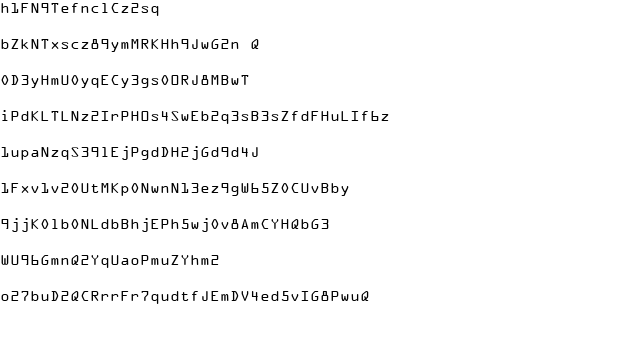 h1FN9Tefnc1Cz2sq
bZkNTxscz89ymMRKHh9JwG2n Q
0D3yHmU0yqECy3gs0ORJ8MBwT
iPdKLTLNz2IrPHOs4SwEb2q3sB3sZfdFHuLIf6z
1upaNzqS391EjPgdDH2jGd9d4J
1Fxv1v20UtMKp0NwnN13ez9gW65Z0CUvBby
9jjK01b0NLdbBhjEPh5wj0v8AmCYHQbG3
WU96GmnQ2YqUaoPmuZYhm2
o27buD2QCRrrFr7qudtfJEmDV4ed5vIG8PwuQ